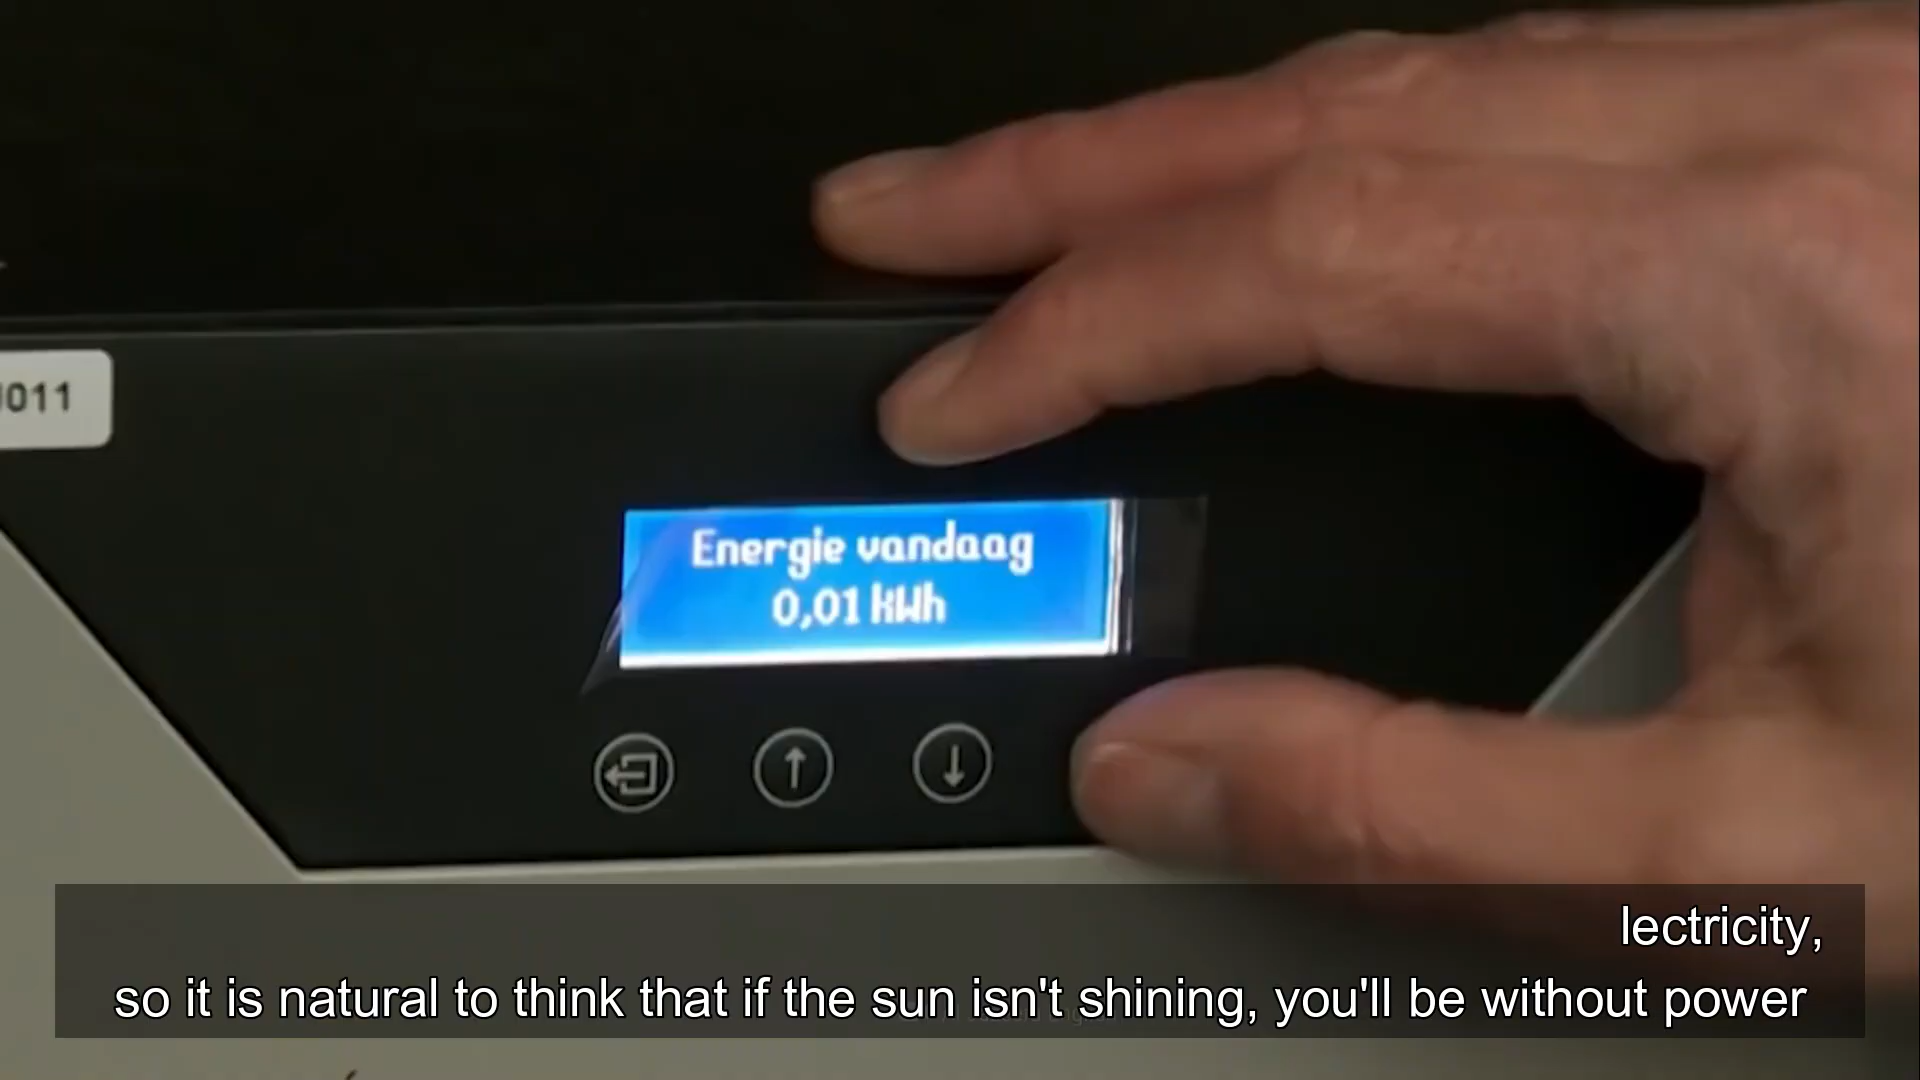 011
Energie vandaag
0,01 kWh
lectricity,
so it is natural to think that if the sun isn't shining, you'll be without power